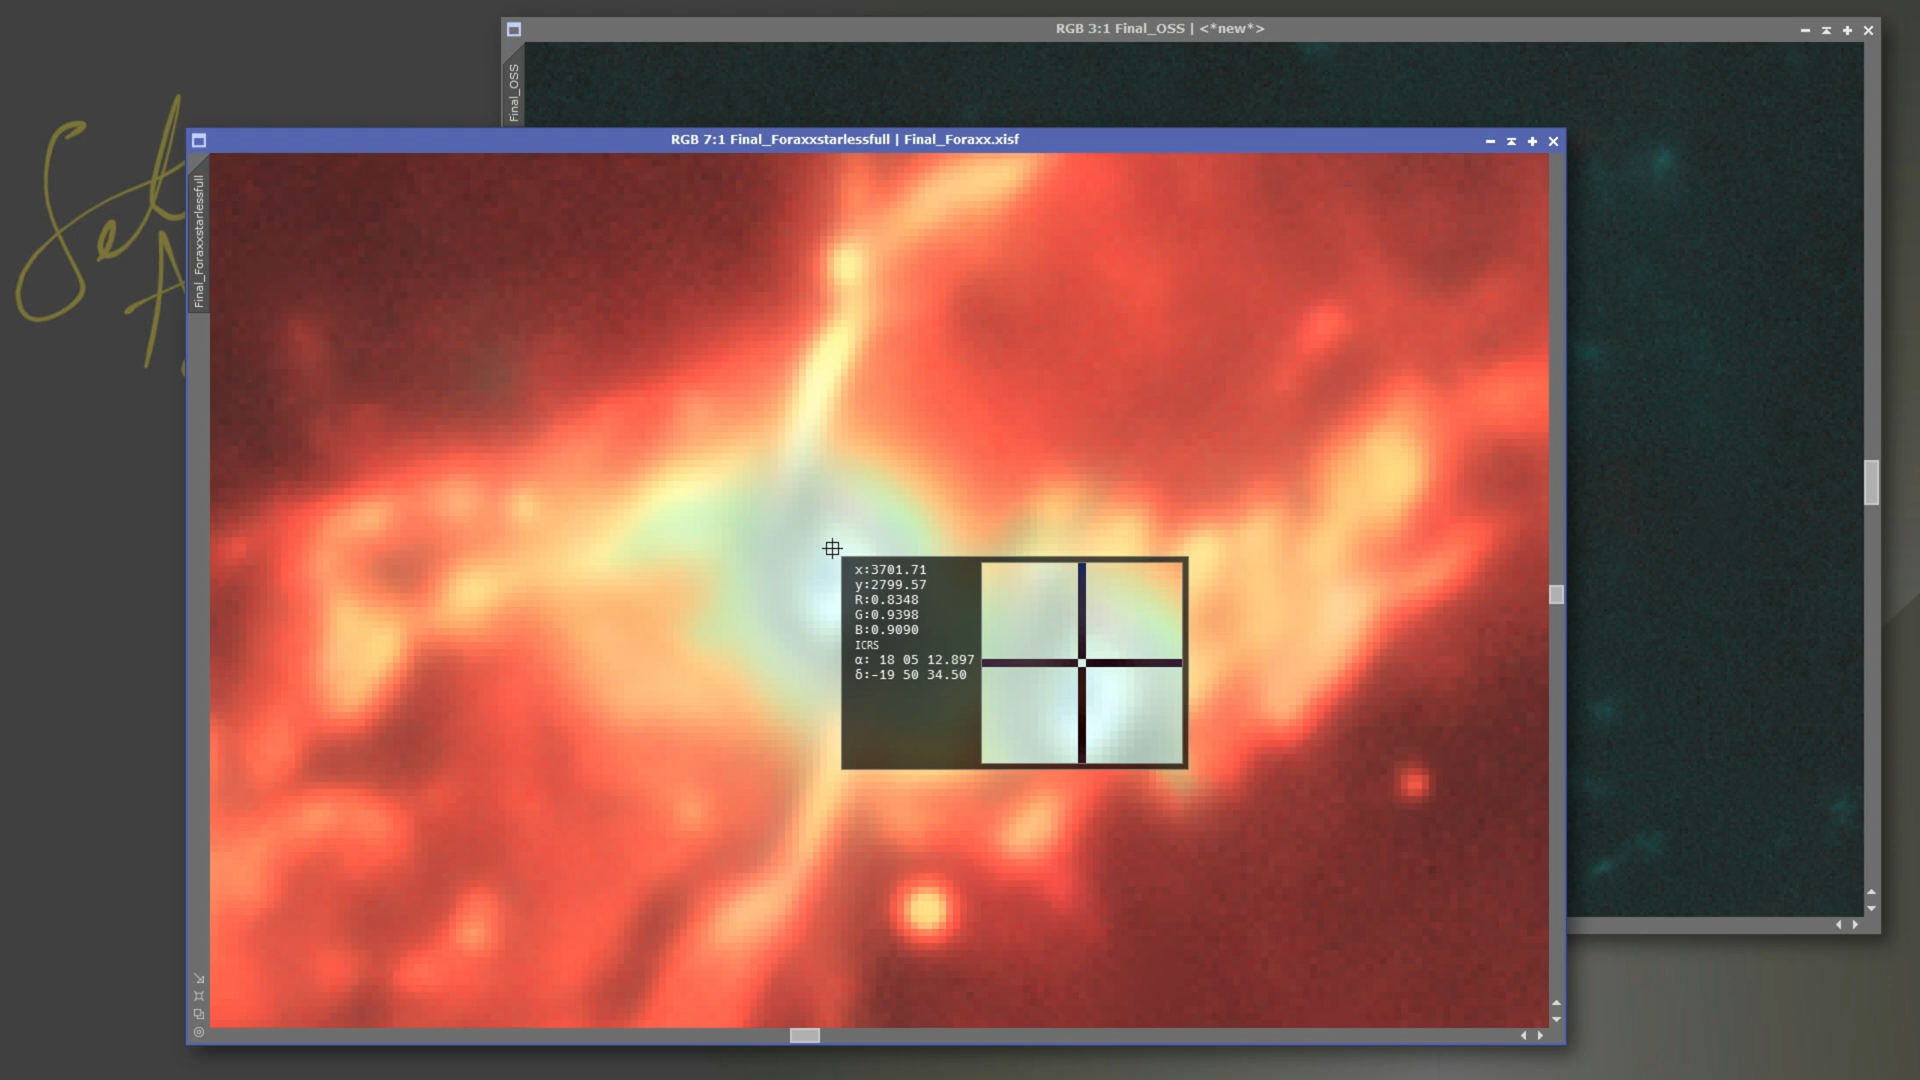 RGB 3:1 Final_OSS | <*new*>
Final_OSS
RGB 7:1 Final_Foraxxstarlessfull | Final_Foraxx.xisf
Final_Foraxxstarlessfull
x:3701.71
y:2799.57
R:0.8348
G:0.9398
B:0.9090
ICRS
α: 18 05 12.897
δ:-19 50 34.50